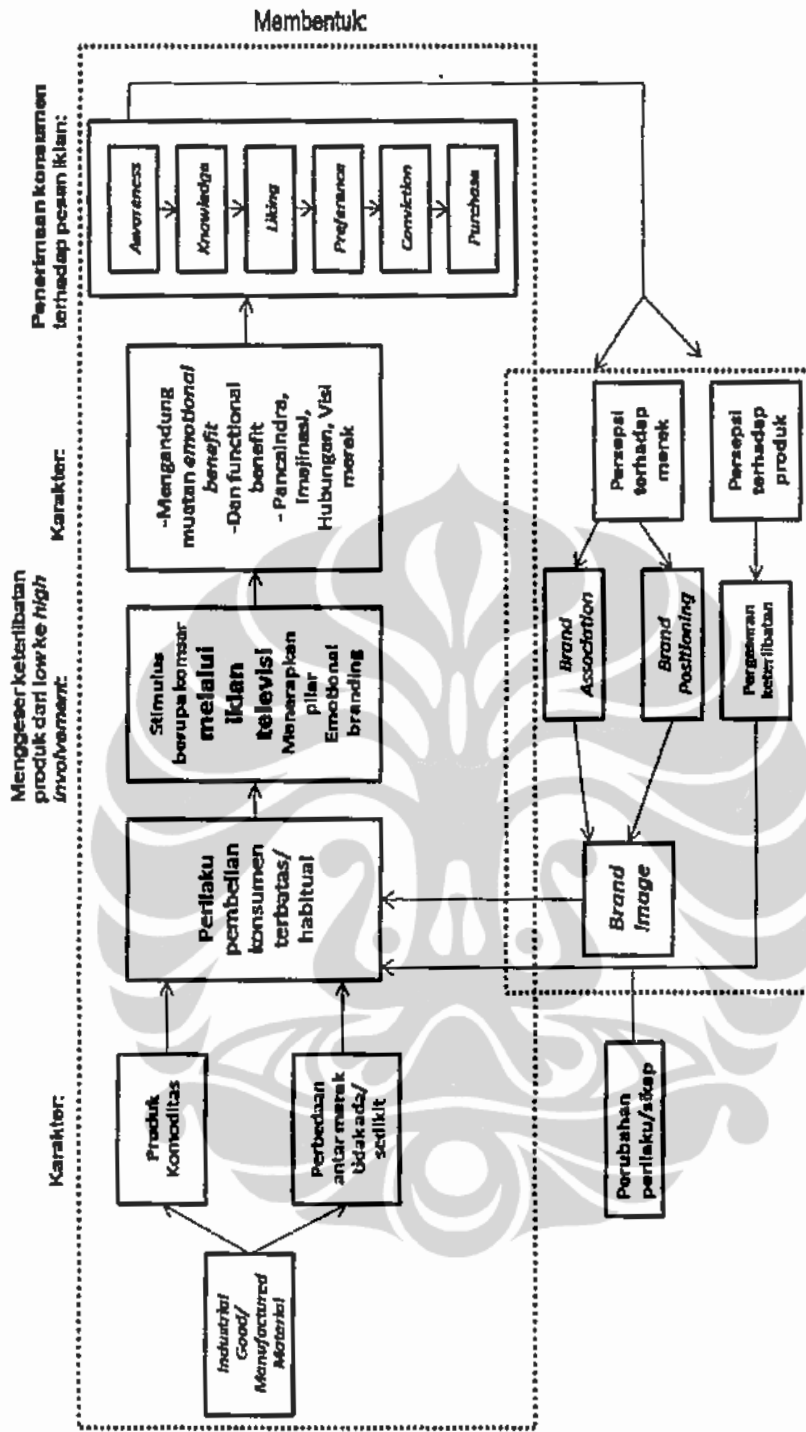 Karakter:
Menggeser keterlibatan
produk dari low ke high
involvement:
Karakter:
Penerimaan konsumen
terhadap pesan iklan:
Industrial
Good/
Manufactured
Material
Produk
Komoditas
Perbedaan
antar merek
tidak ada/
sedikit
Perilaku
pembelian
konsumen
terbatas/
habitual
Stimulus
berupa komsar
melalui
iklan
televisi
Menerapkan
pilar
Emotional
branding
-Mengandung
muatan emotional
benefit
-Dan functional
benefit
- Pancaindra,
Imajinasi,
Hubungan, Visi
merek
Awareness
Knowledge
Liking
Preference
Conviction
Purchase
Membentuk:
Perubahan
perilaku/sikap
Brand
Image
Brand
Association
Brand
Positioning
Pergeseran
keterlibatan
Persepsi
terhadap
merek
Persepsi
terhadap
produk